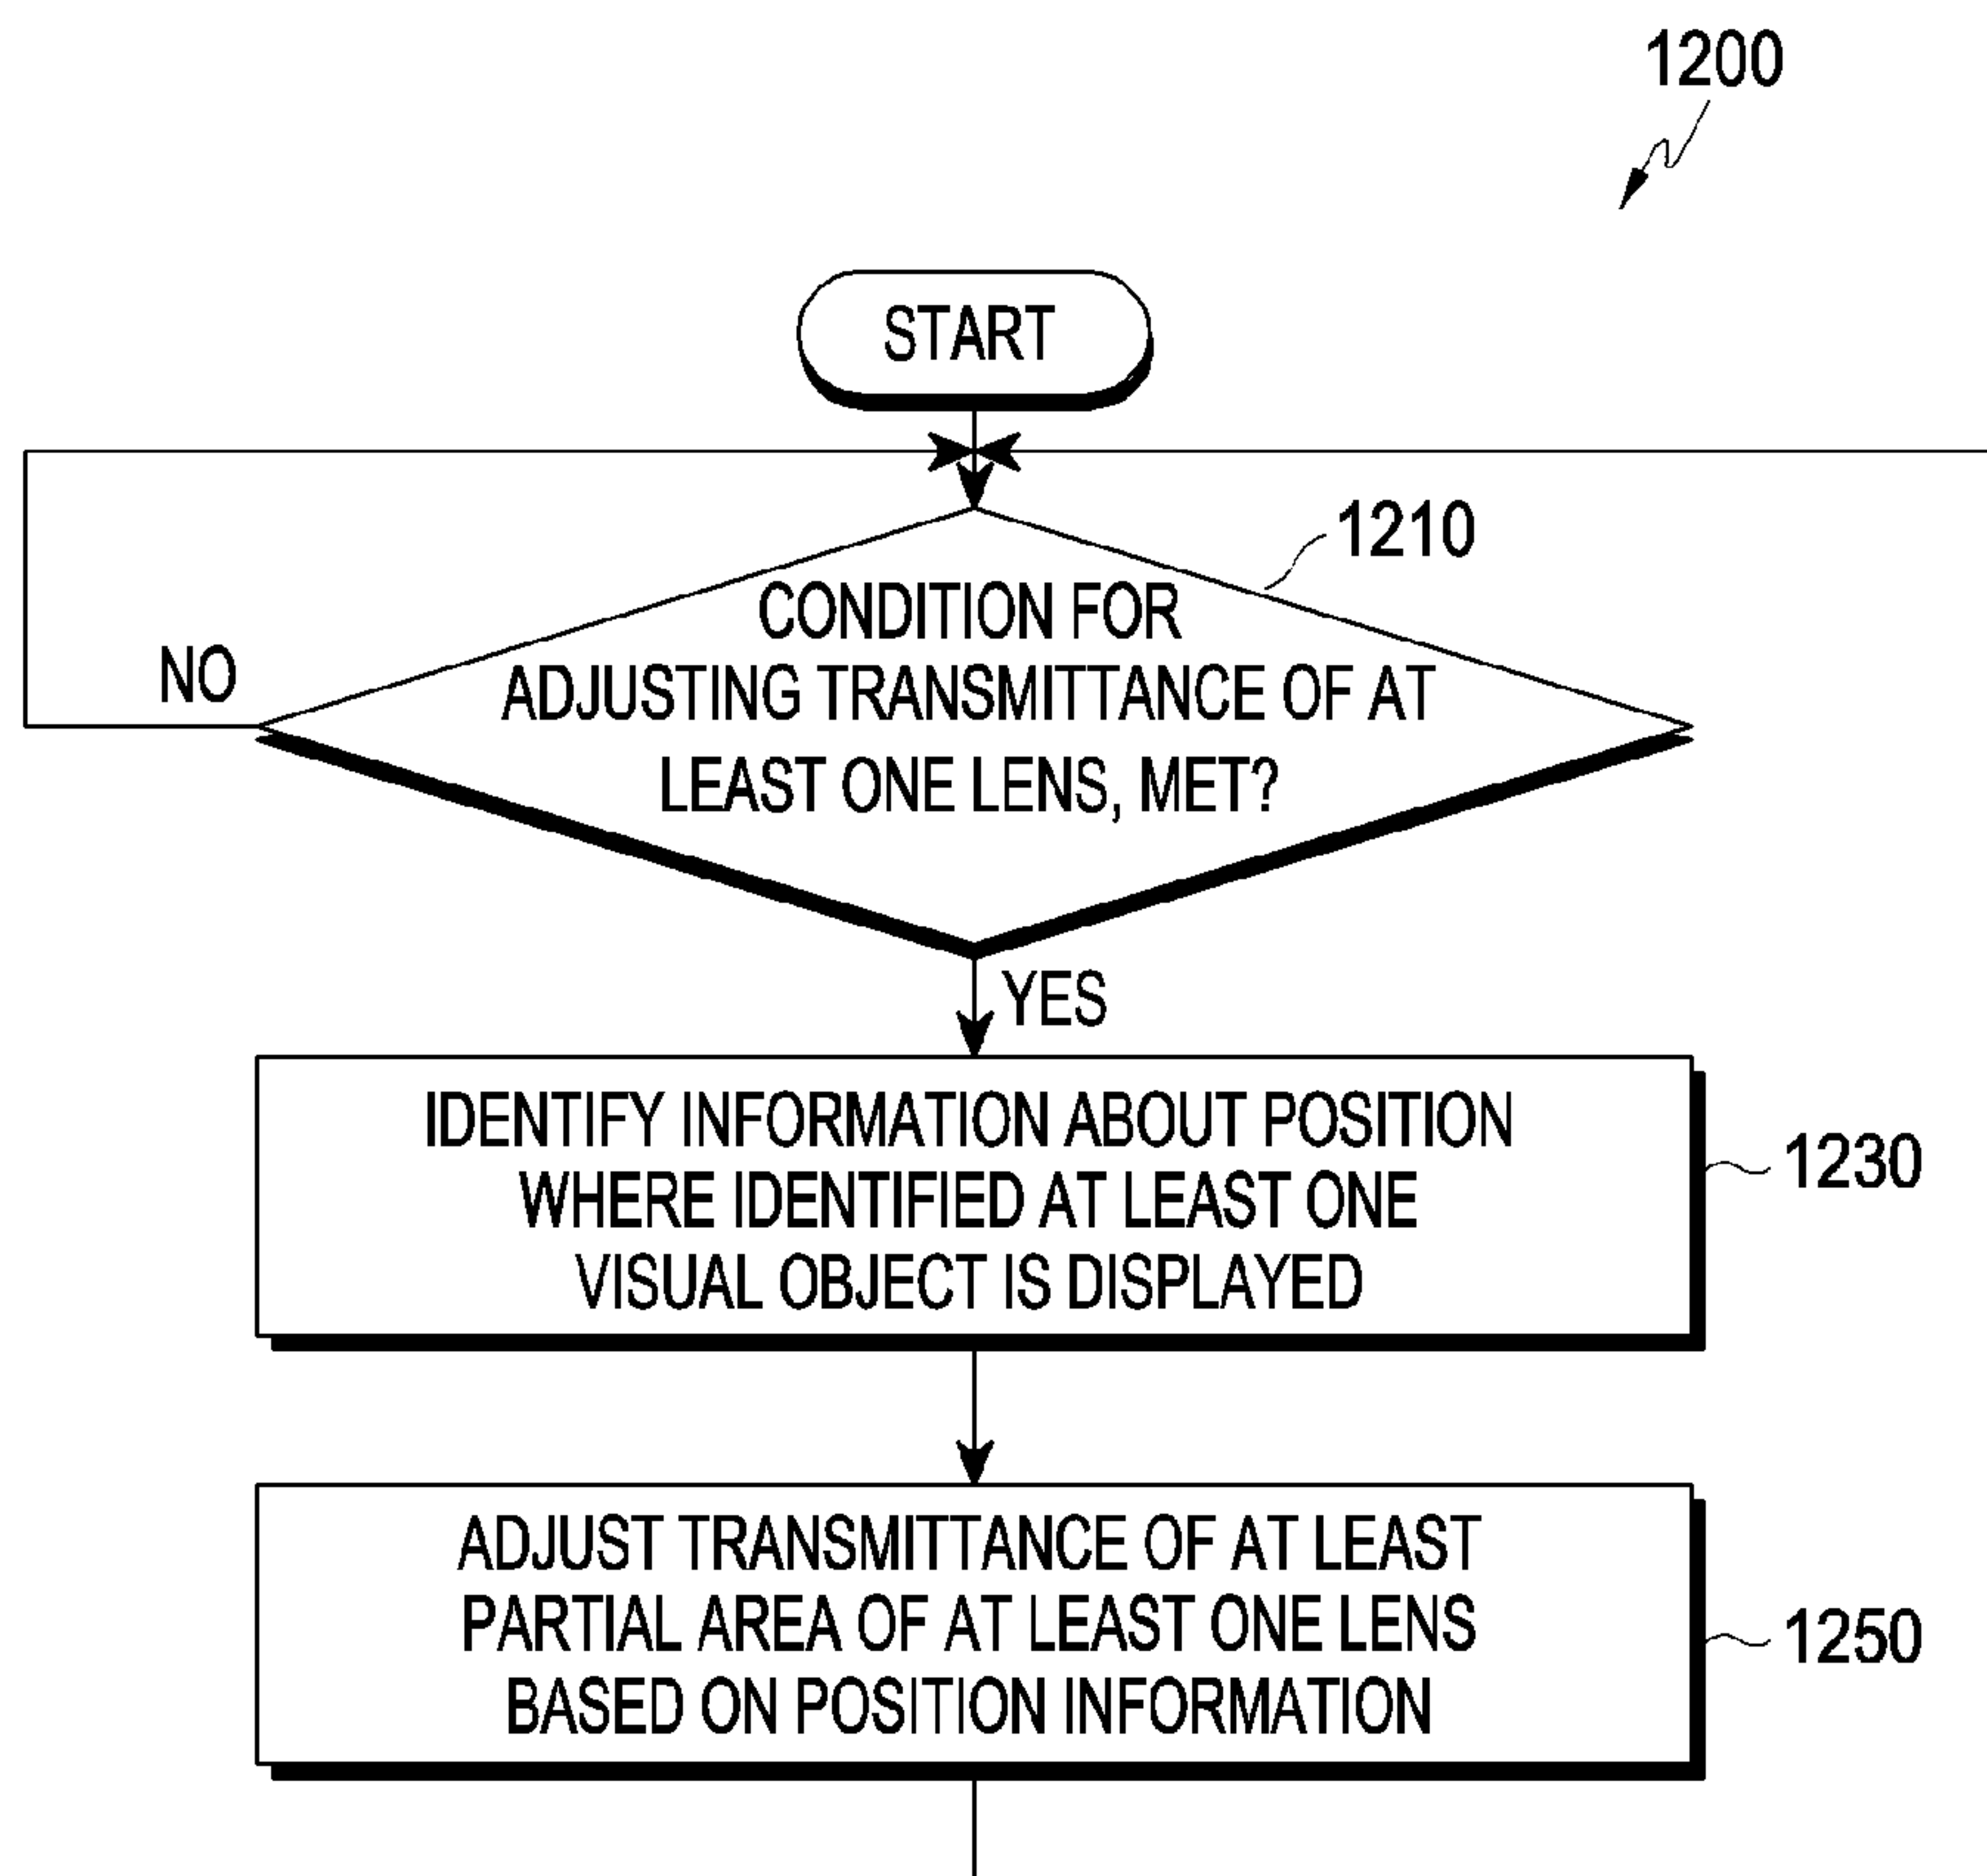 1200
START
1210
CONDITION FOR
ADJUSTING TRANSMITTANCE OF AT
LEAST ONE LENS, MET?
NO
YES
IDENTIFY INFORMATION ABOUT POSITION
WHERE IDENTIFIED AT LEAST ONE
VISUAL OBJECT IS DISPLAYED
1230
ADJUST TRANSMITTANCE OF AT LEAST
PARTIAL AREA OF AT LEAST ONE LENS
BASED ON POSITION INFORMATION
1250